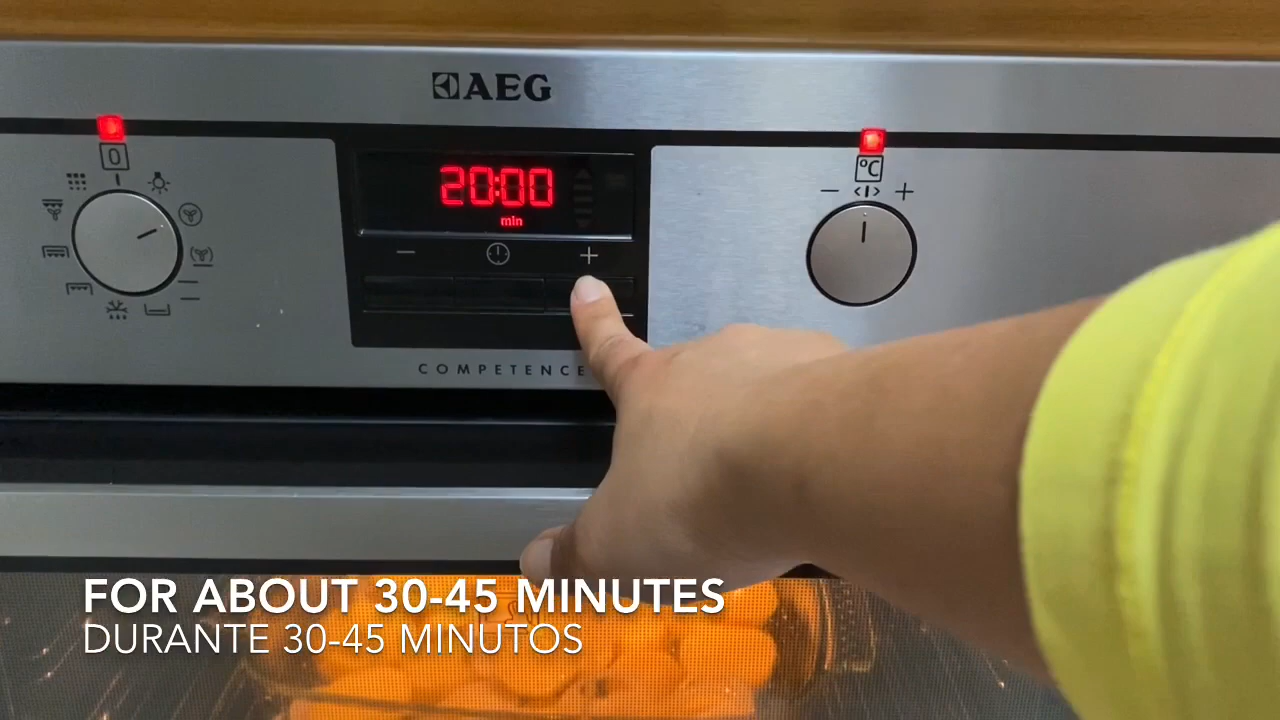 AEG
0
°C
20:00
min
COMPETENCE
FOR ABOUT 30-45 MINUTES
DURANTE 30-45 MINUTOS